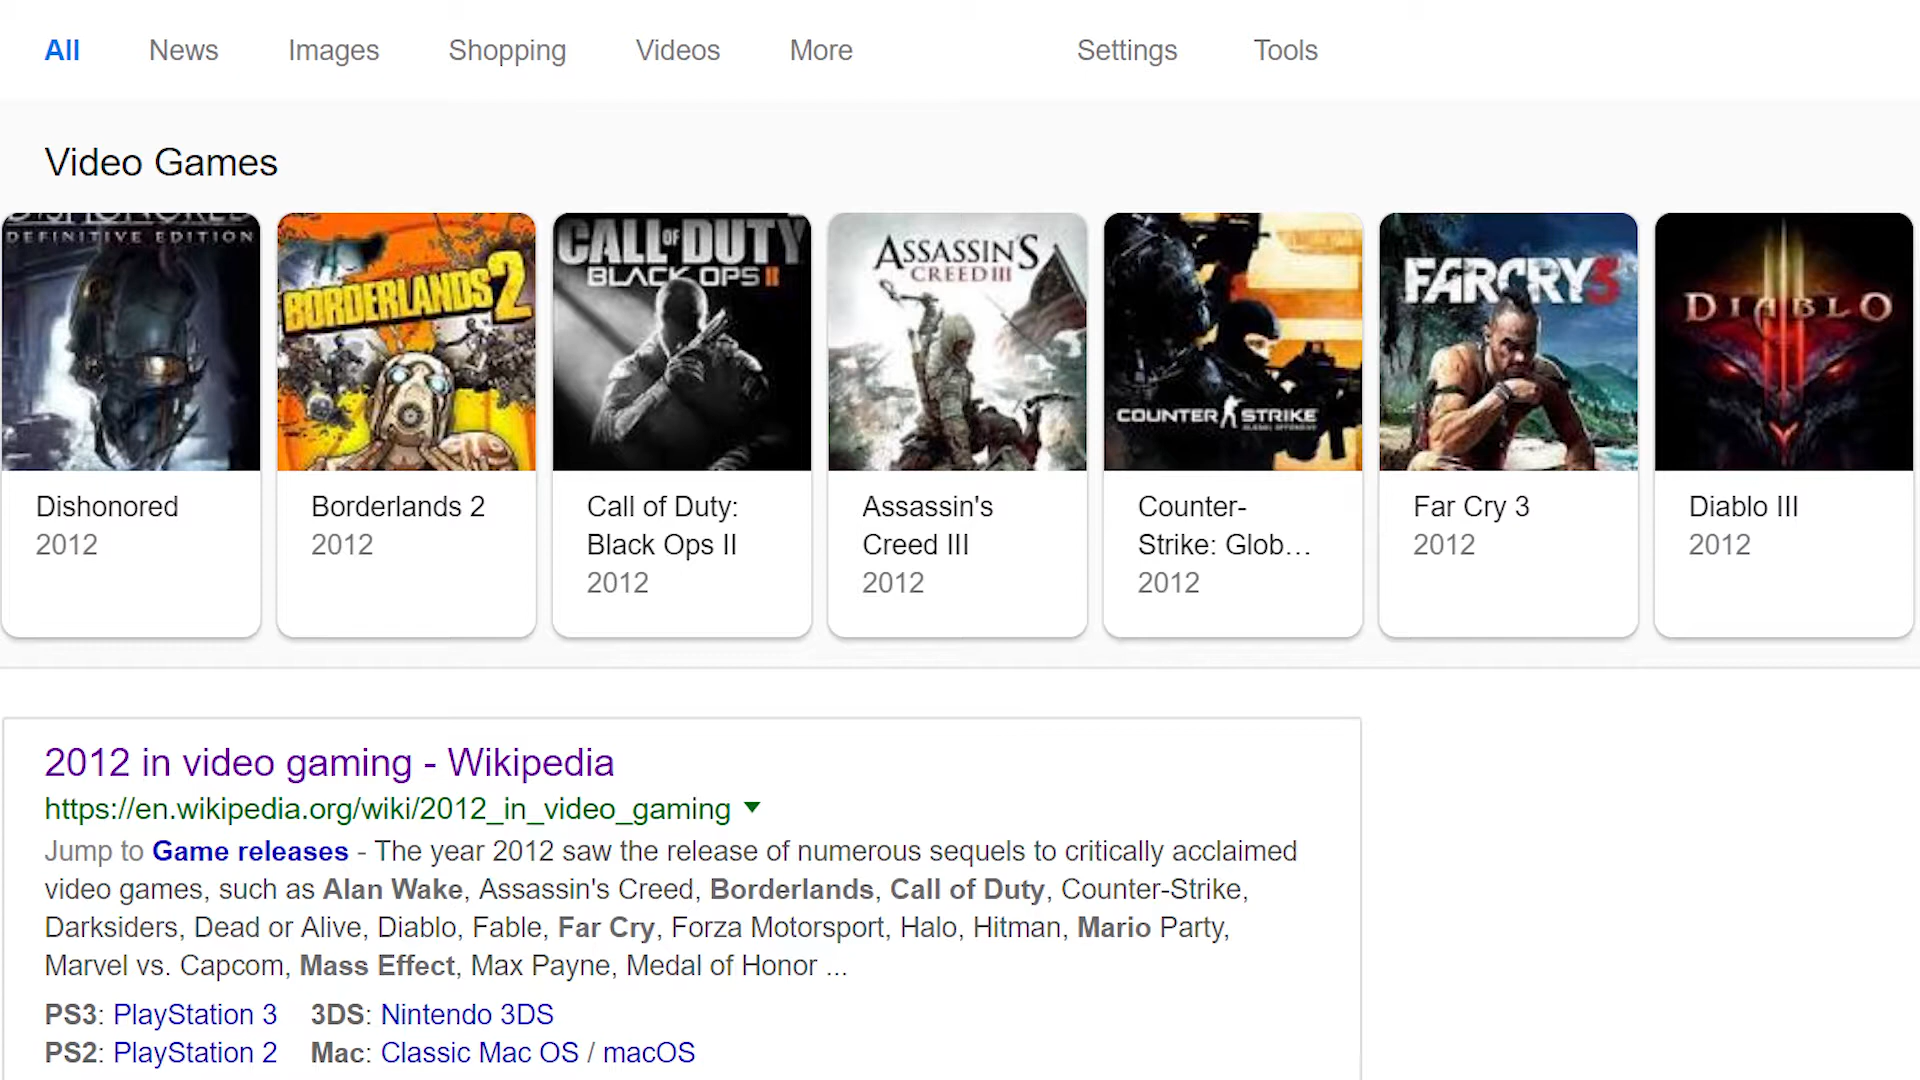 All News Images Shopping Videos More Settings Tools
Video Games
DISHONORED
DEFINITIVE EDITION
BORDERLANDS 2
CALL OF DUTY
BLACK OPS II
ASSASSIN'S
CREED III
COUNTER STRIKE
GLOBAL OFFENSIVE
FARCRY3
DIABLO
Dishonored
2012
Borderlands 2
2012
Call of Duty:
Black Ops II
2012
Assassin's
Creed III
2012
Counter-
Strike: Glob...
2012
Far Cry 3
2012
Diablo III
2012
2012 in video gaming - Wikipedia
https://en.wikipedia.org/wiki/2012_in_video_gaming
Jump to Game releases - The year 2012 saw the release of numerous sequels to critically acclaimed
video games, such as Alan Wake, Assassin's Creed, Borderlands, Call of Duty, Counter-Strike,
Darksiders, Dead or Alive, Diablo, Fable, Far Cry, Forza Motorsport, Halo, Hitman, Mario Party,
Marvel vs. Capcom, Mass Effect, Max Payne, Medal of Honor ...
PS3: PlayStation 3 3DS: Nintendo 3DS
PS2: PlayStation 2 Mac: Classic Mac OS / macOS